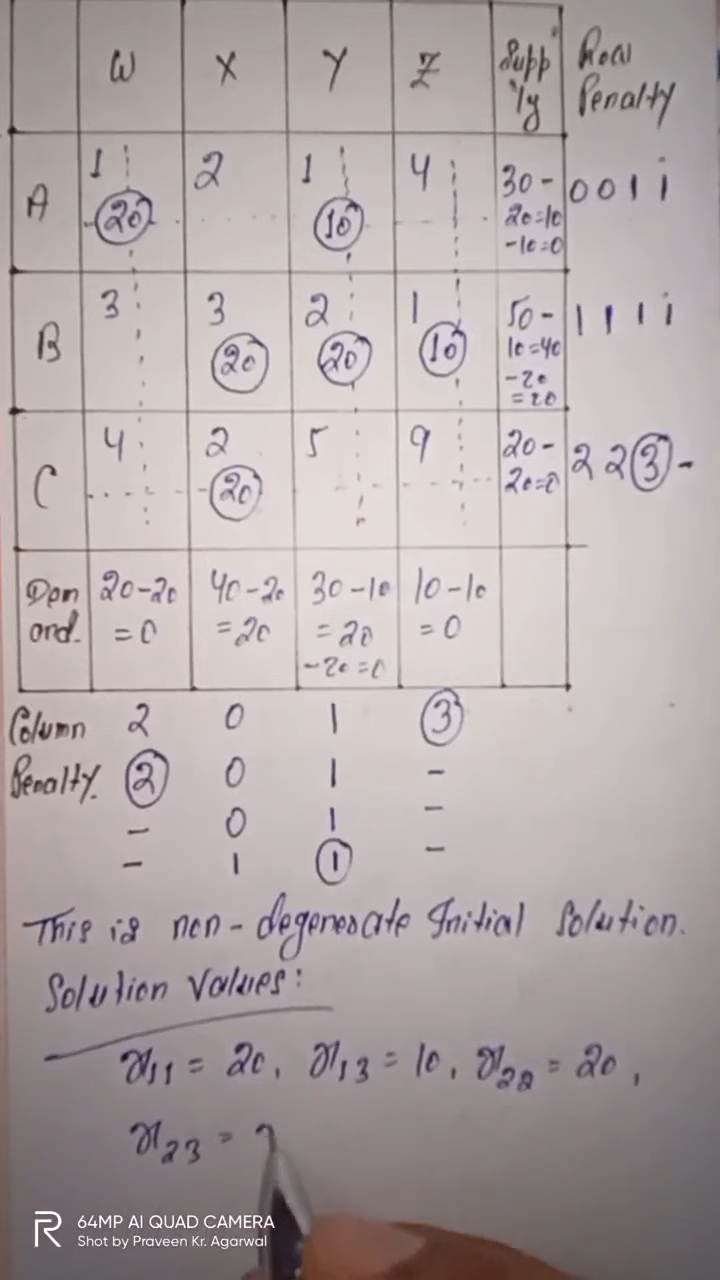 W X Y Z Supp Row
ly Penalty
A 1 2 1 4 30- 0 0 1 1
20 10 20=10
-10=0
B 3 3 2 1 50- 1 1 1 1
20 20 10 10=40
-20
=20
C 4 2 5 9 20- 2 2 3 -
20 20=0
Dem 20-20 40-20 30-10 10-10
and. =0 =20 =20 =0
-20=0
Column 2 0 1 3
Penalty. 2 0 1 -
- 0 1 -
- 1 1 -
This is non-degenerate Initial Solution.
Solution Values:
x11 = 20, x13 = 10, x22 = 20,
x23 =
64MP AI QUAD CAMERA
Shot by Praveen Kr. Agarwal